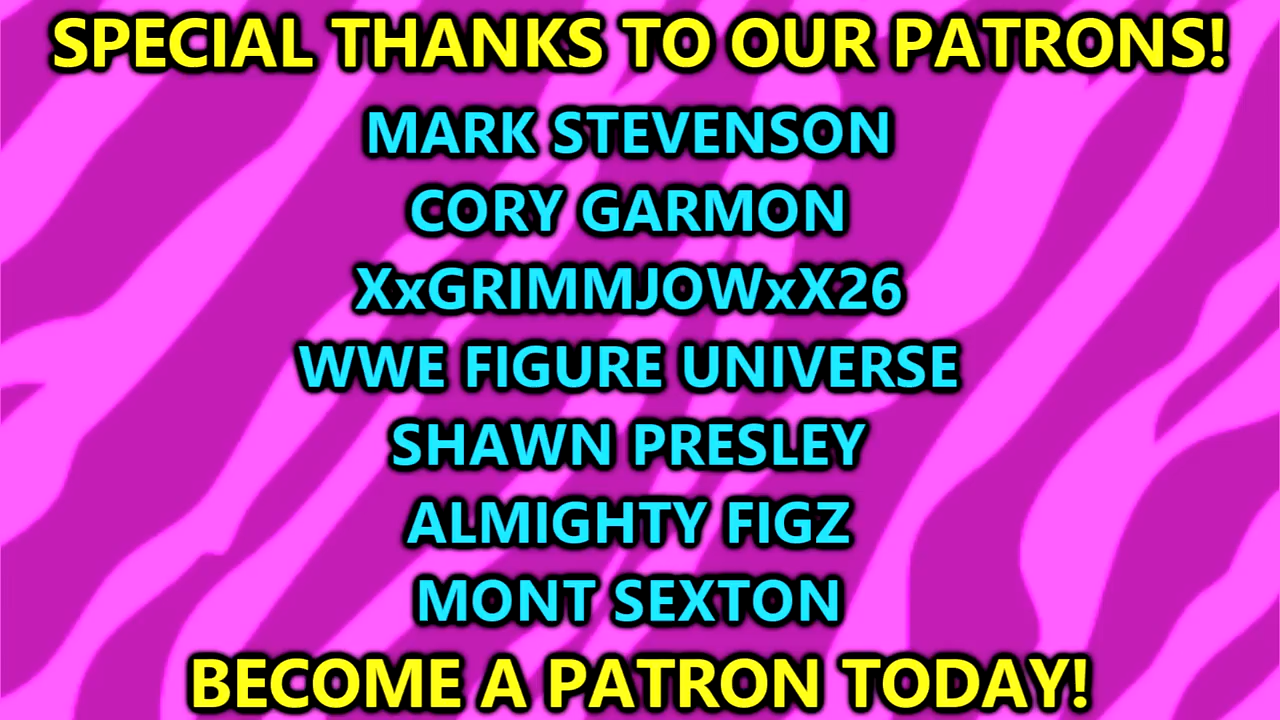 SPECIAL THANKS TO OUR PATRONS!
MARK STEVENSON
CORY GARMON
XxGRIMMJOWxX26
WWE FIGURE UNIVERSE
SHAWN PRESLEY
ALMIGHTY FIGZ
MONT SEXTON
BECOME A PATRON TODAY!